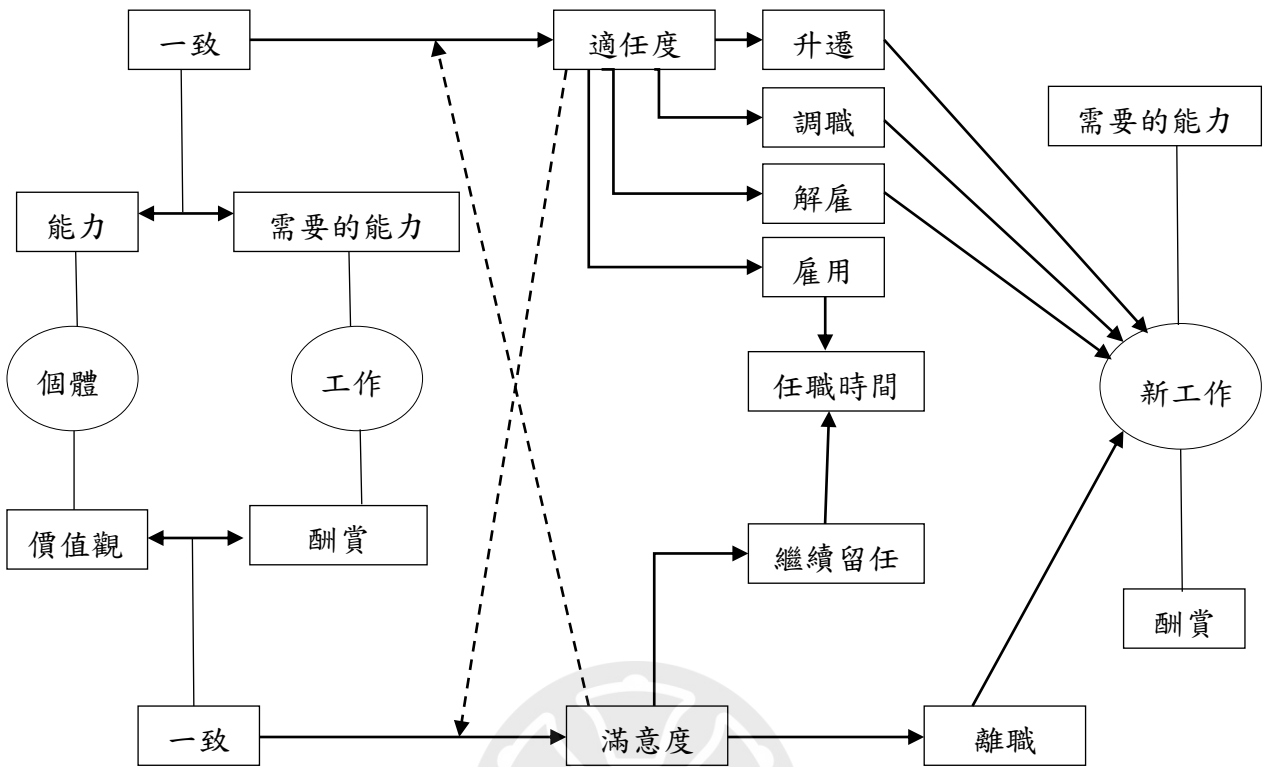 一致
適任度
升遷
調職
需要的能力
能力
需要的能力
解雇
雇用
個體
工作
任職時間
新工作
價值觀
酬賞
繼續留任
酬賞
一致
滿意度
離職